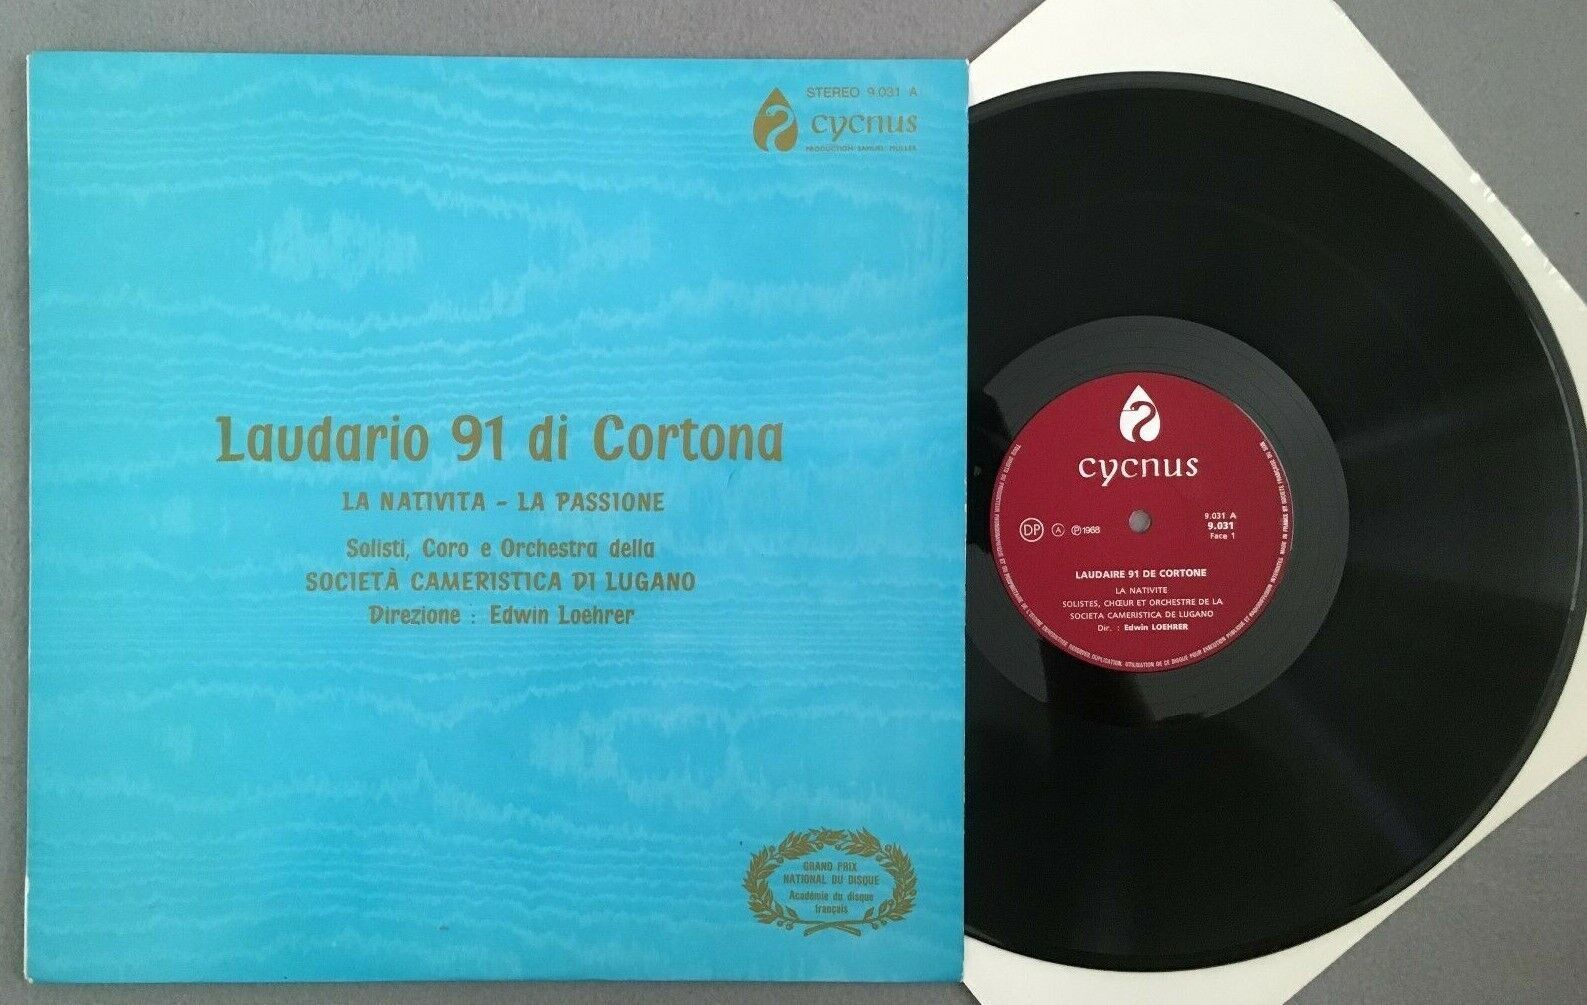 STEREO 9.031 A
cycnus
PRODUCTION SAMUEL MULLER
Laudario 91 di Cortona
LA NATIVITA - LA PASSIONE
Solisti, Coro e Orchestra della
SOCIETÀ CAMERISTICA DI LUGANO
Direzione : Edwin Loehrer
GRAND PRIX
NATIONAL DU DISQUE
Académie du disque
français
cycnus
DP A ℗ 1968
9.031 A
9.031
Face 1
LAUDAIRE 91 DE CORTONE
LA NATIVITE
SOLISTES, CHŒUR ET ORCHESTRE DE LA
SOCIETA CAMERISTICA DE LUGANO
Dir. : Edwin LOEHRER